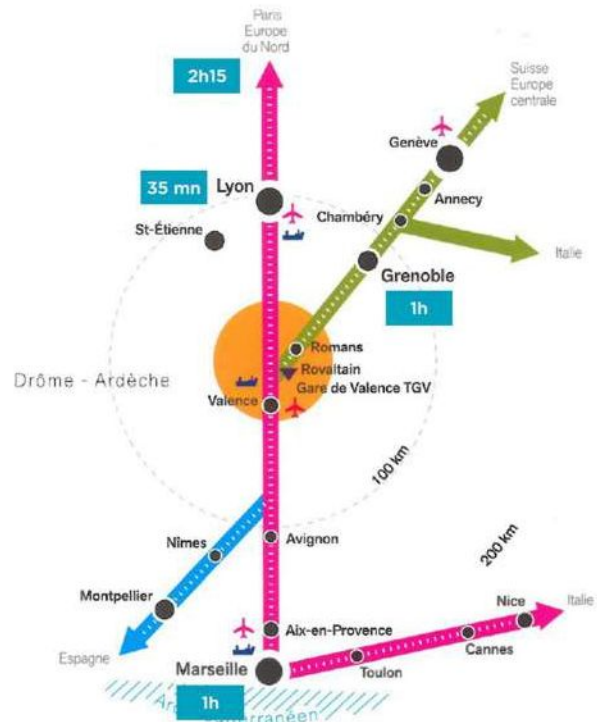 Paris
Europe
du Nord
2h15
Suisse
Europe
centrale
Genève
35 mn
Lyon
Annecy
Chambéry
St-Étienne
Italie
Grenoble
1h
Romans
Rovaltain
Gare de Valence TGV
Drôme - Ardèche
Valence
100 km
Nîmes
Avignon
200 km
Montpellier
Nice
Italie
Aix-en-Provence
Cannes
Espagne
Marseille
Toulon
1h